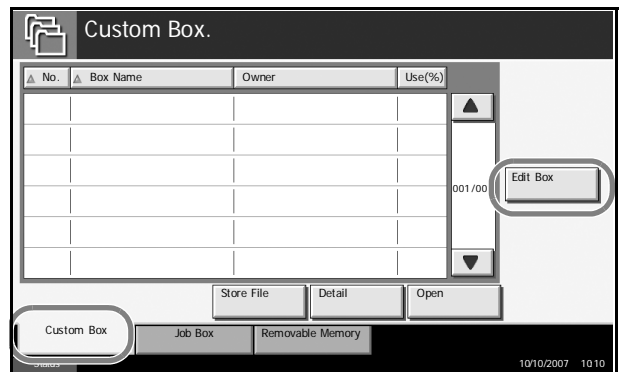 Custom Box.
No. Box Name Owner Use(%)
001/00
Edit Box
Store File Detail Open
Custom Box Job Box Removable Memory
Status 10/10/2007 10:10